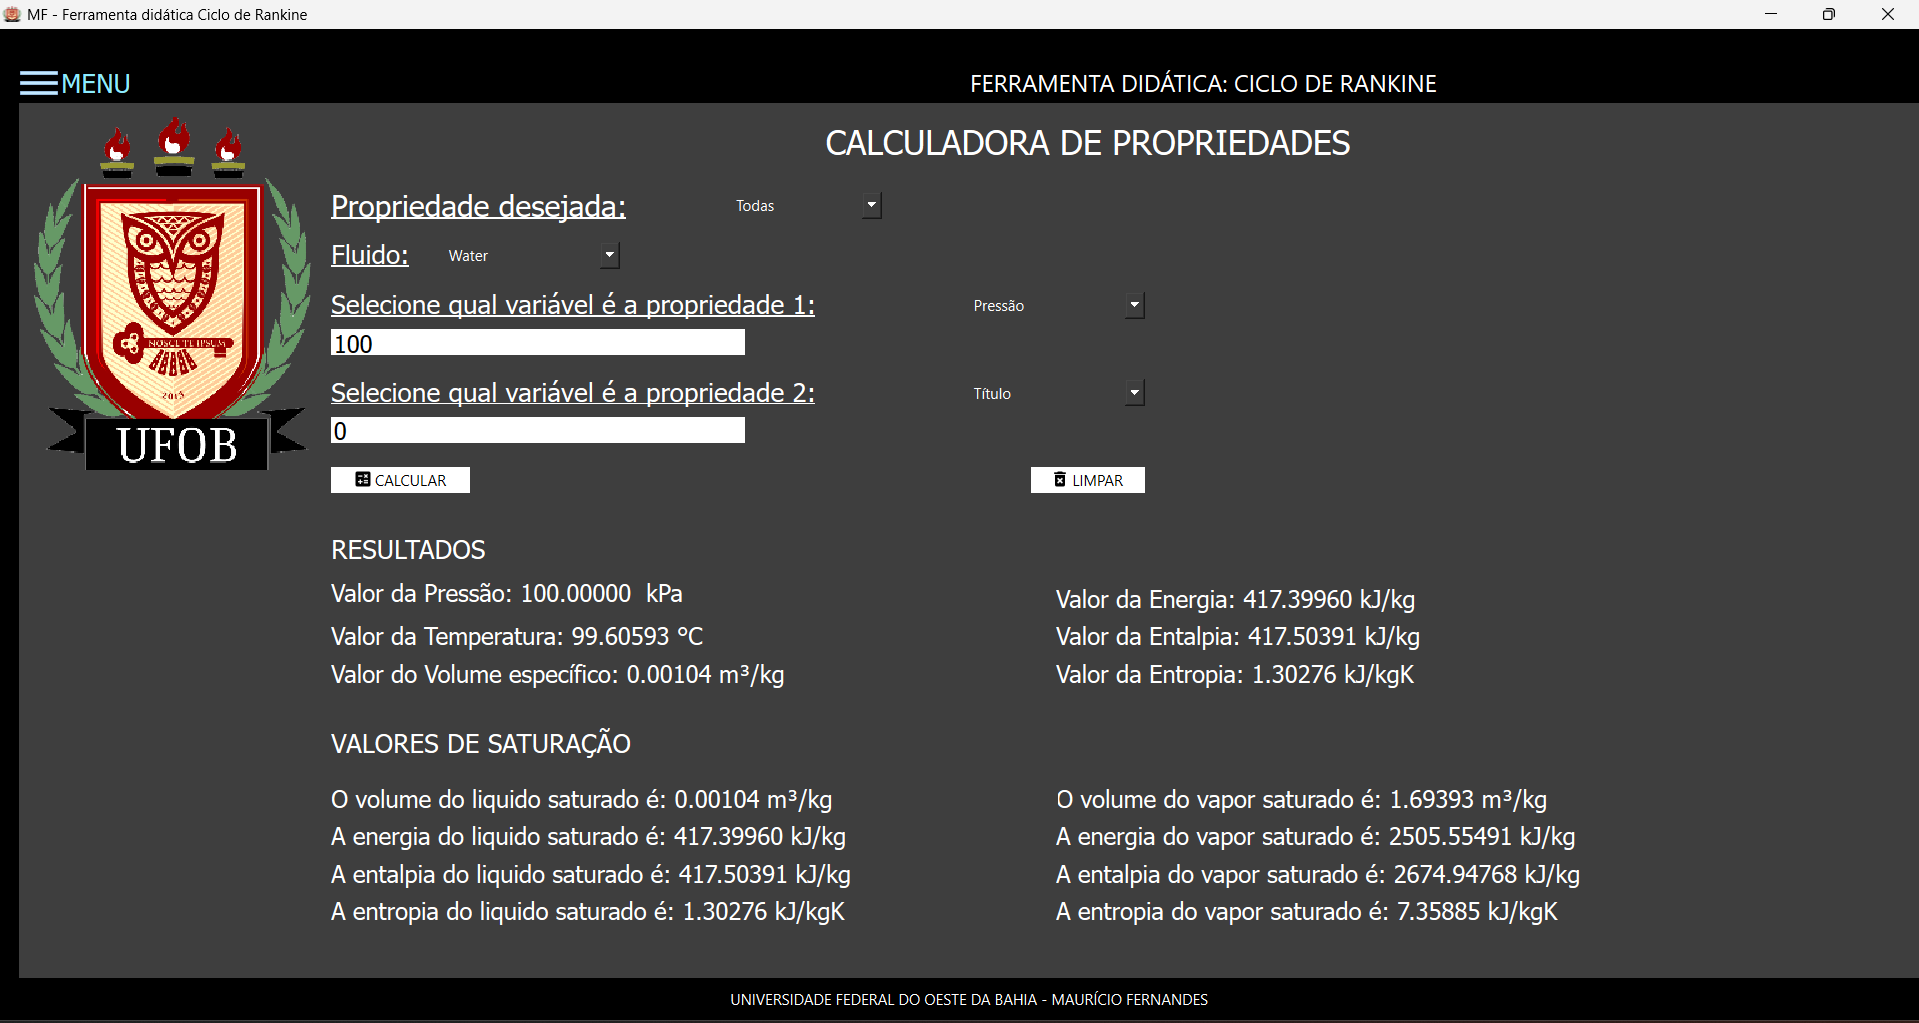 MF - Ferramenta didática Ciclo de Rankine
MENU
FERRAMENTA DIDÁTICA: CICLO DE RANKINE
CALCULADORA DE PROPRIEDADES
Propriedade desejada: Todas
Fluido: Water
Selecione qual variável é a propriedade 1: Pressão
100
Selecione qual variável é a propriedade 2: Título
0
CALCULAR LIMPAR
NOSCE TE IPSUM
2013
UFOB
RESULTADOS
Valor da Pressão: 100.00000 kPa
Valor da Temperatura: 99.60593 °C
Valor do Volume específico: 0.00104 m³/kg
Valor da Energia: 417.39960 kJ/kg
Valor da Entalpia: 417.50391 kJ/kg
Valor da Entropia: 1.30276 kJ/kgK
VALORES DE SATURAÇÃO
O volume do liquido saturado é: 0.00104 m³/kg
A energia do liquido saturado é: 417.39960 kJ/kg
A entalpia do liquido saturado é: 417.50391 kJ/kg
A entropia do liquido saturado é: 1.30276 kJ/kgK
O volume do vapor saturado é: 1.69393 m³/kg
A energia do vapor saturado é: 2505.55491 kJ/kg
A entalpia do vapor saturado é: 2674.94768 kJ/kg
A entropia do vapor saturado é: 7.35885 kJ/kgK
UNIVERSIDADE FEDERAL DO OESTE DA BAHIA - MAURÍCIO FERNANDES